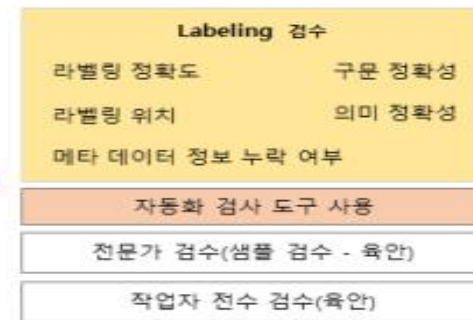 Labeling 검수
라벨링 정확도 구문 정확성
라벨링 위치 의미 정확성
메타 데이터 정보 누락 여부
자동화 검사 도구 사용
전문가 검수(샘플 검수 - 육안)
작업자 전수 검수(육안)